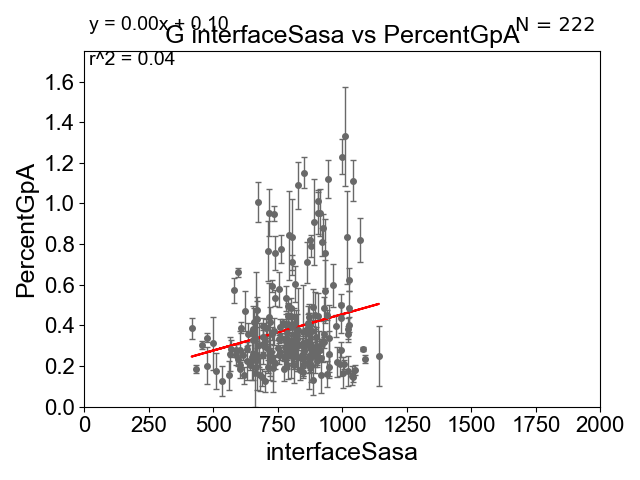 y = 0.00x + 0.10
N = 222
G interfaceSasa vs PercentGpA
r^2 = 0.04
PercentGpA
1.6
1.4
1.2
1.0
0.8
0.6
0.4
0.2
0.0
0 250 500 750 1000 1250 1500 1750 2000
interfaceSasa